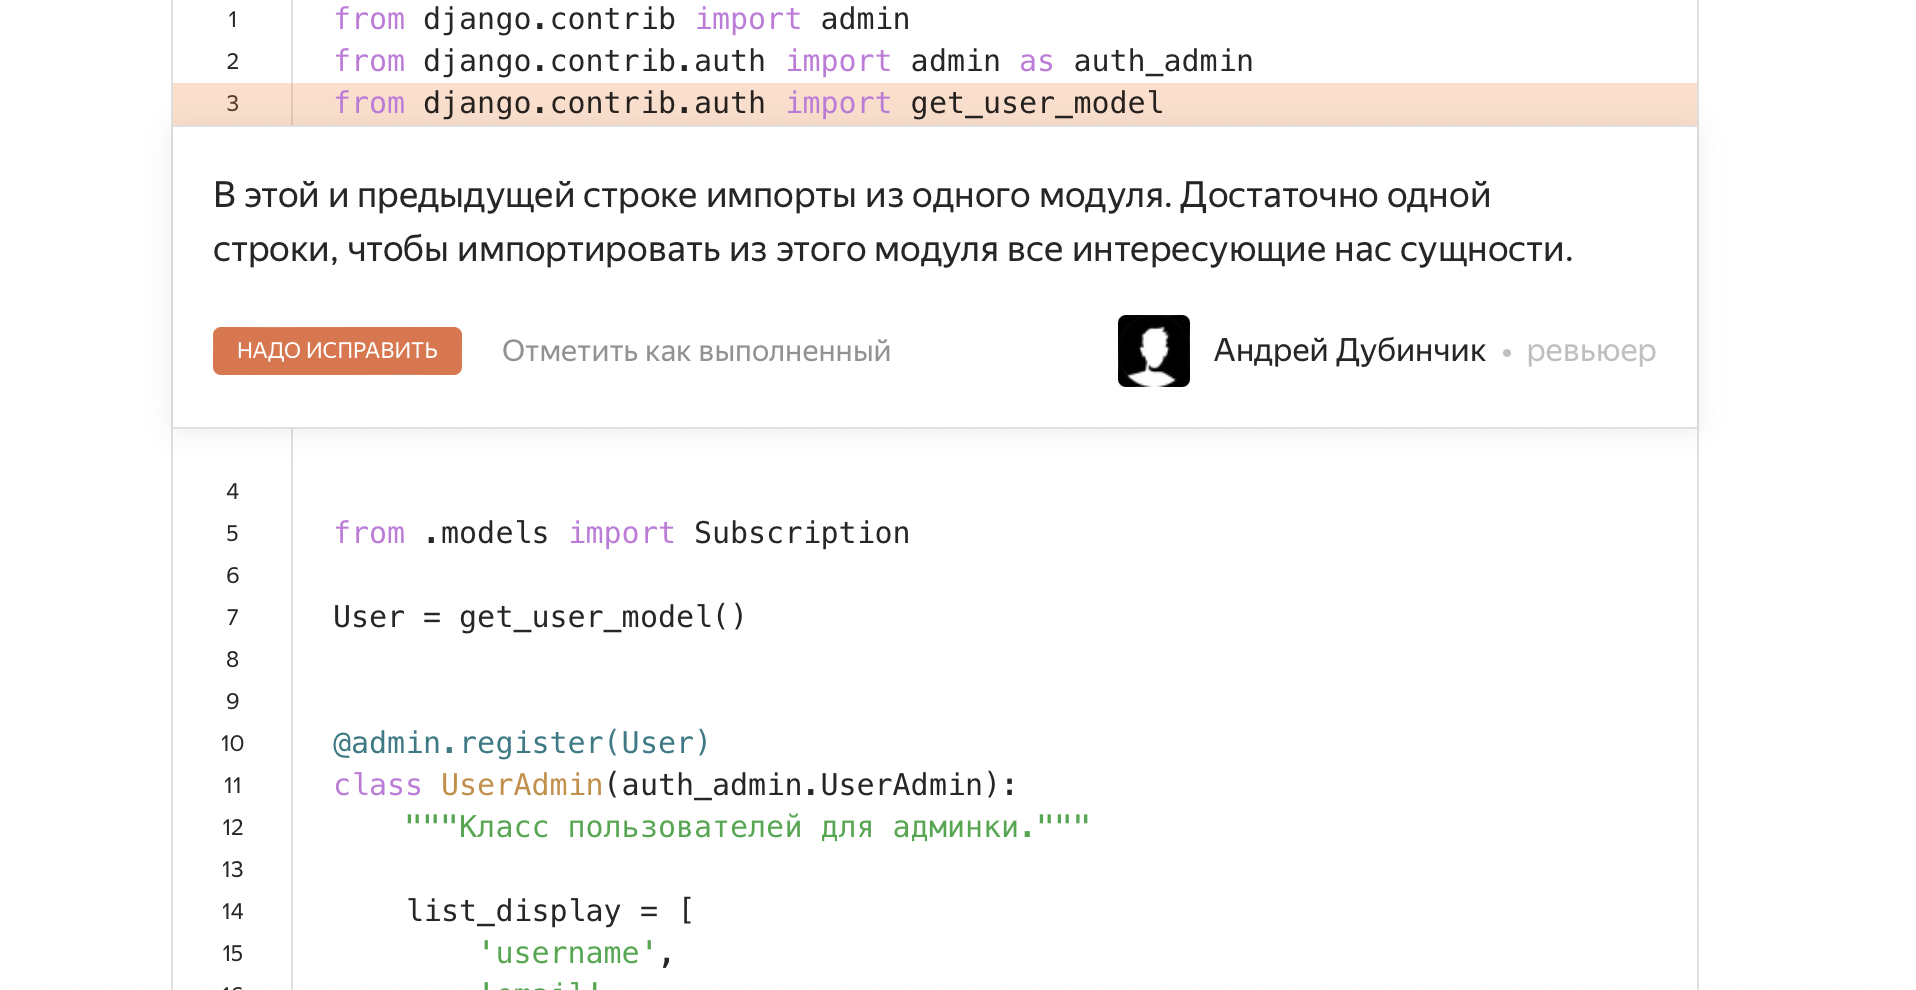 1 from django.contrib import admin
2 from django.contrib.auth import admin as auth_admin
3 from django.contrib.auth import get_user_model
В этой и предыдущей строке импорты из одного модуля. Достаточно одной
строки, чтобы импортировать из этого модуля все интересующие нас сущности.
НАДО ИСПРАВИТЬ Отметить как выполненный Андрей Дубинчик • ревьюер
4
5 from .models import Subscription
6
7 User = get_user_model()
8
9
10 @admin.register(User)
11 class UserAdmin(auth_admin.UserAdmin):
12 """Класс пользователей для админки."""
13
14 list_display = [
15 'username',